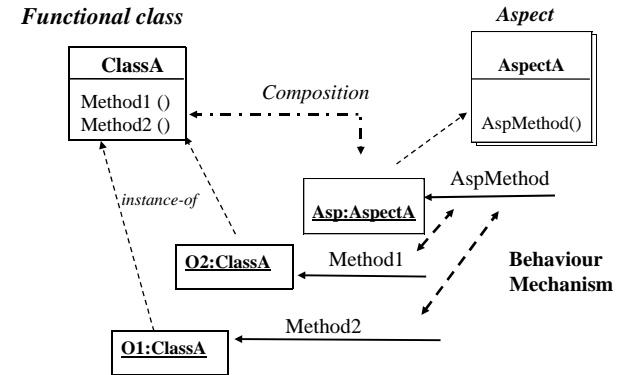 Functional class
Aspect
ClassA
Method1 ()
Method2 ()
Composition
AspectA
AspMethod()
AspMethod
Asp:AspectA
instance-of
O2:ClassA
Method1
Behaviour
Mechanism
Method2
O1:ClassA